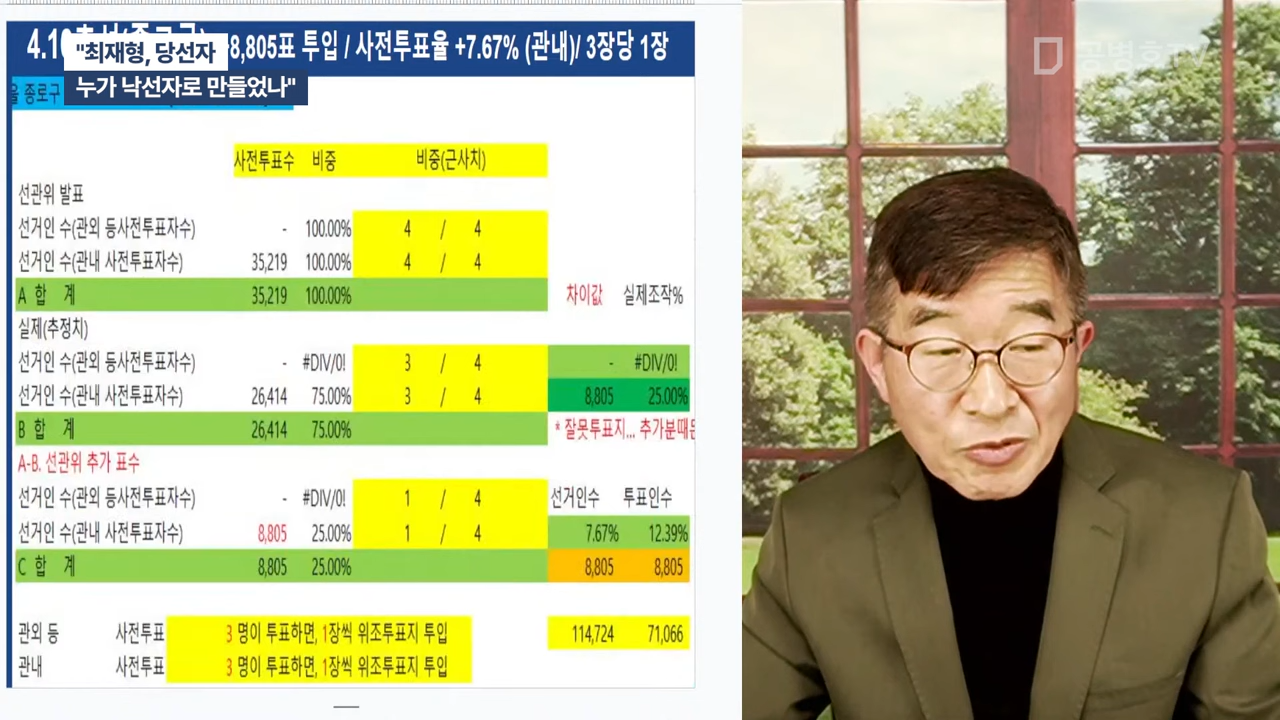 "최재형, 당선자
누가 낙선자로 만들었나"
8,805표 투입 / 사전투표율 +7.67% (관내)/ 3장당 1장
종로구
공병호TV
사전투표수 비중 비중(근사치)
선관위 발표
선거인 수(관외 등사전투표자수) - 100.00% 4 / 4
선거인 수(관내 사전투표자수) 35,219 100.00% 4 / 4
A 합 계 35,219 100.00% 차이값 실제조작%
실제(추정치)
선거인 수(관외 등사전투표자수) - #DIV/0! 3 / 4 - #DIV/0!
선거인 수(관내 사전투표자수) 26,414 75.00% 3 / 4 8,805 25.00%
B 합 계 26,414 75.00% * 잘못투표지... 추가분때문
A-B. 선관위 추가 표수
선거인 수(관외 등사전투표자수) - #DIV/0! 1 / 4 선거인수 투표인수
선거인 수(관내 사전투표자수) 8,805 25.00% 1 / 4 7.67% 12.39%
C 합 계 8,805 25.00% 8,805 8,805
관외 등 사전투표 3 명이 투표하면, 1장씩 위조투표지 투입 114,724 71,066
관내 사전투표 3 명이 투표하면, 1장씩 위조투표지 투입